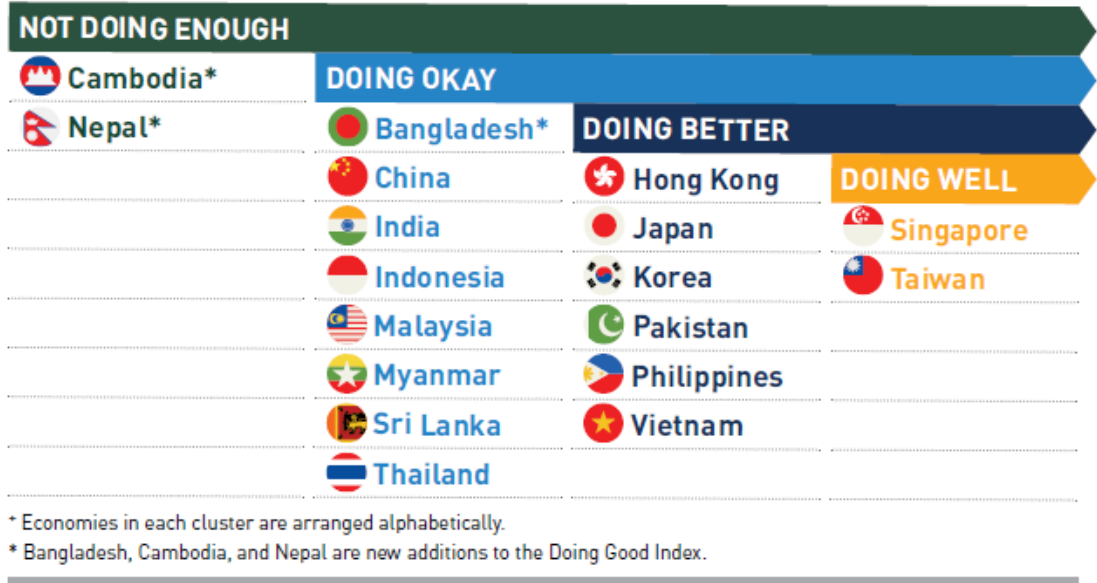 NOT DOING ENOUGH
Cambodia*
DOING OKAY
Nepal*
Bangladesh*
DOING BETTER
China
Hong Kong
DOING WELL
India
Japan
Singapore
Indonesia
Korea
Taiwan
Malaysia
Pakistan
Myanmar
Philippines
Sri Lanka
Vietnam
Thailand
+ Economies in each cluster are arranged alphabetically.
* Bangladesh, Cambodia, and Nepal are new additions to the Doing Good Index.